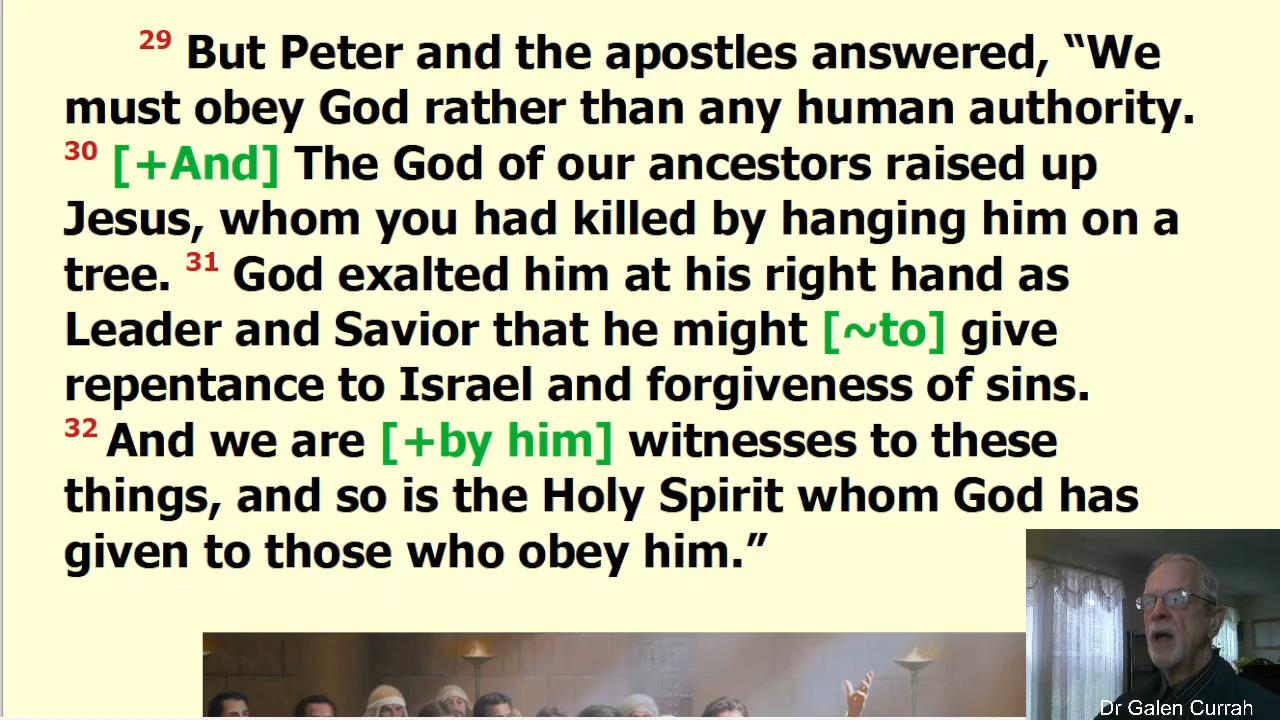 29 But Peter and the apostles answered, “We
must obey God rather than any human authority.
30 [+And] The God of our ancestors raised up
Jesus, whom you had killed by hanging him on a
tree. 31 God exalted him at his right hand as
Leader and Savior that he might [~to] give
repentance to Israel and forgiveness of sins.
32 And we are [+by him] witnesses to these
things, and so is the Holy Spirit whom God has
given to those who obey him.”
Dr Galen Currah